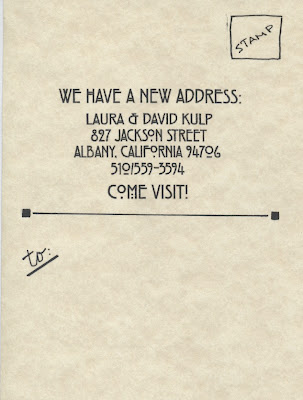 STAMP
WE HAVE A NEW ADDRESS:
LAURA & DAVID KULP
827 JACKSON STREET
ALBANY, CALIFORNIA 94706
510/559-3594
COME VISIT!
to: